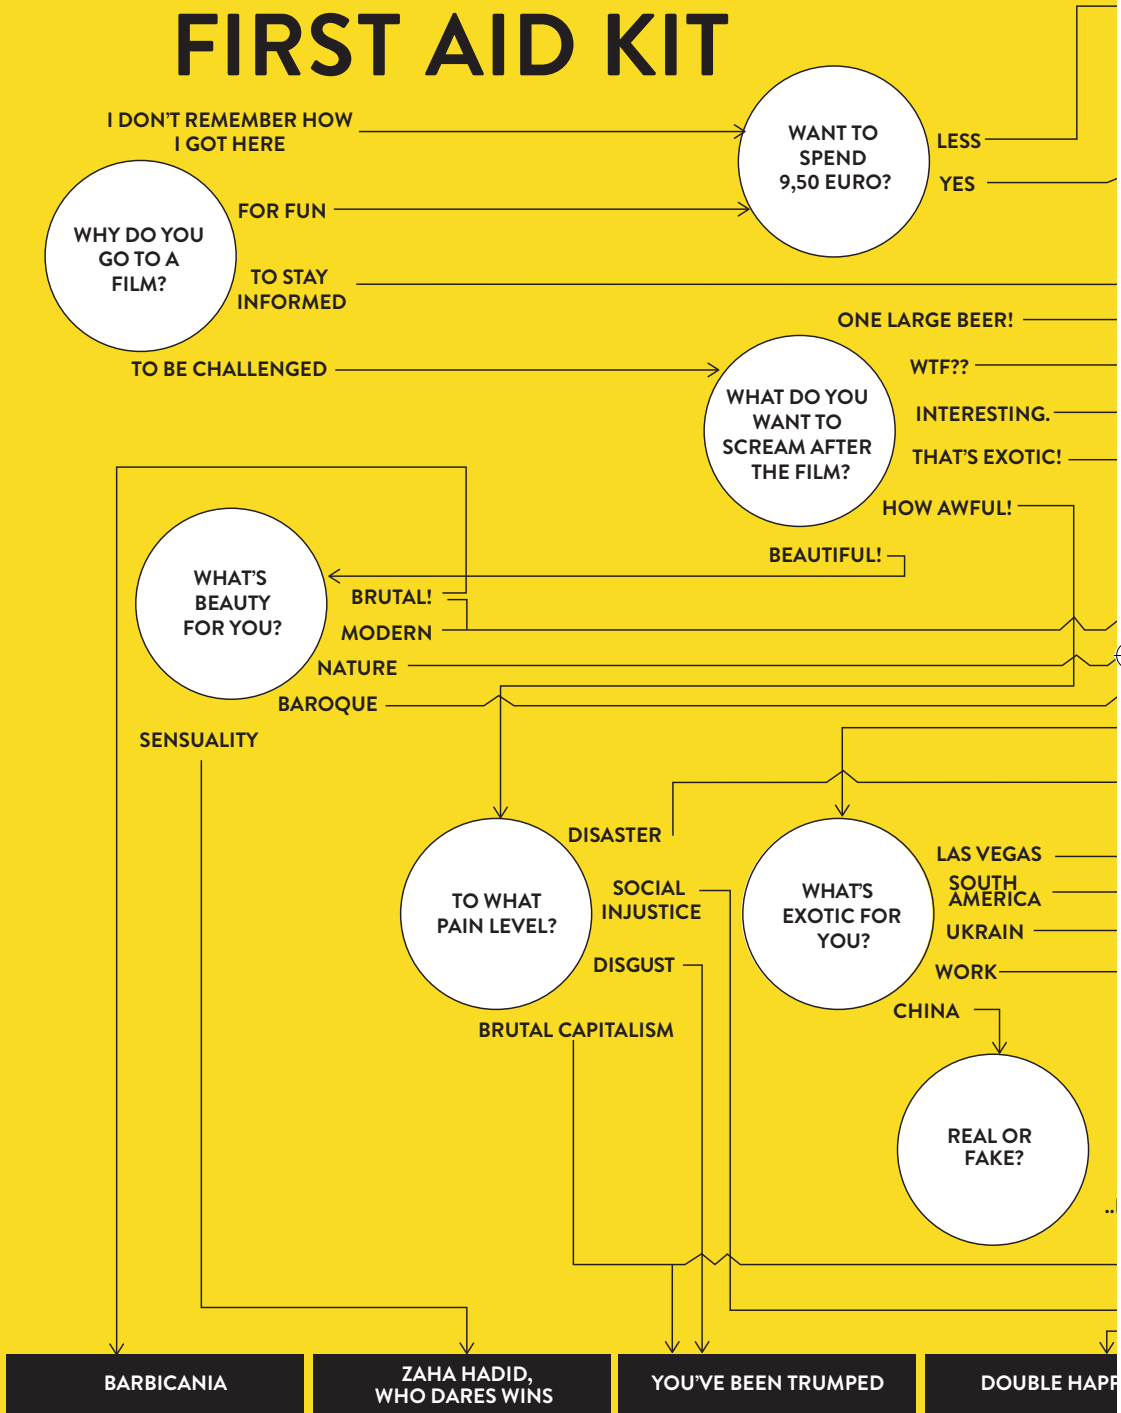 FIRST AID KIT
I DON'T REMEMBER HOW
I GOT HERE
WANT TO
SPEND
9,50 EURO?
LESS
YES
WHY DO YOU
GO TO A
FILM?
FOR FUN
TO STAY
INFORMED
TO BE CHALLENGED
ONE LARGE BEER!
WTF??
WHAT DO YOU
WANT TO
SCREAM AFTER
THE FILM?
INTERESTING.
THAT'S EXOTIC!
HOW AWFUL!
BEAUTIFUL!
WHAT'S
BEAUTY
FOR YOU?
BRUTAL!
MODERN
NATURE
BAROQUE
SENSUALITY
TO WHAT
PAIN LEVEL?
DISASTER
SOCIAL
INJUSTICE
DISGUST
BRUTAL CAPITALISM
WHAT'S
EXOTIC FOR
YOU?
LAS VEGAS
SOUTH
AMERICA
UKRAIN
WORK
CHINA
REAL OR
FAKE?
BARBICANIA
ZAHA HADID,
WHO DARES WINS
YOU'VE BEEN TRUMPED
DOUBLE